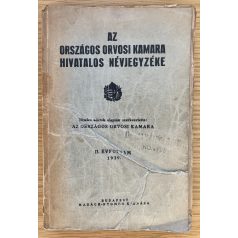 AZ
ORSZÁGOS ORVOSI KAMARA
HIVATALOS NÉVJEGYZÉKE
AZ ORSZÁGOS ORVOSI KAMARA
II. ÉVFOLYAM
1939.
BUDAPEST